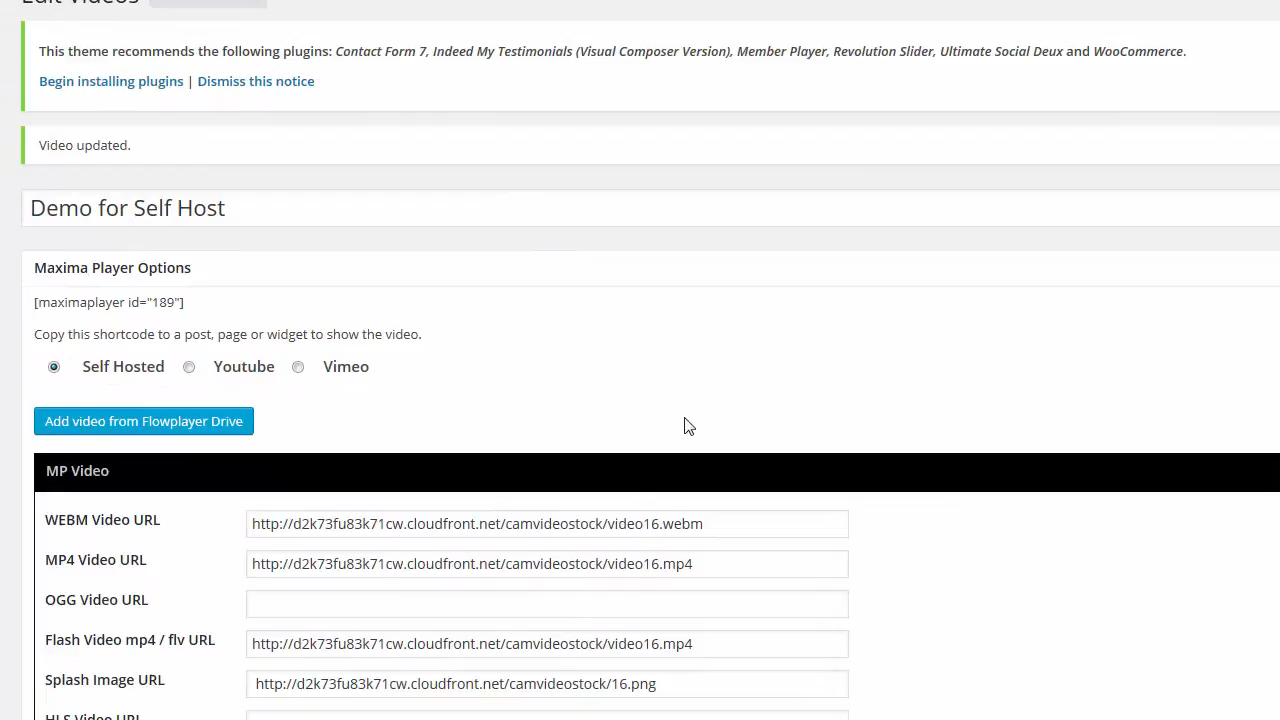 Edit Videos
This theme recommends the following plugins: Contact Form 7, Indeed My Testimonials (Visual Composer Version), Member Player, Revolution Slider, Ultimate Social Deux and WooCommerce.
Begin installing plugins | Dismiss this notice
Video updated.
Demo for Self Host
Maxima Player Options
[maximaplayer id="189"]
Copy this shortcode to a post, page or widget to show the video.
Self Hosted Youtube Vimeo
Add video from Flowplayer Drive
MP Video
WEBM Video URL http://d2k73fu83k71cw.cloudfront.net/camvideostock/video16.webm
MP4 Video URL http://d2k73fu83k71cw.cloudfront.net/camvideostock/video16.mp4
OGG Video URL
Flash Video mp4 / flv URL http://d2k73fu83k71cw.cloudfront.net/camvideostock/video16.mp4
Splash Image URL http://d2k73fu83k71cw.cloudfront.net/camvideostock/16.png
HLS Video URL